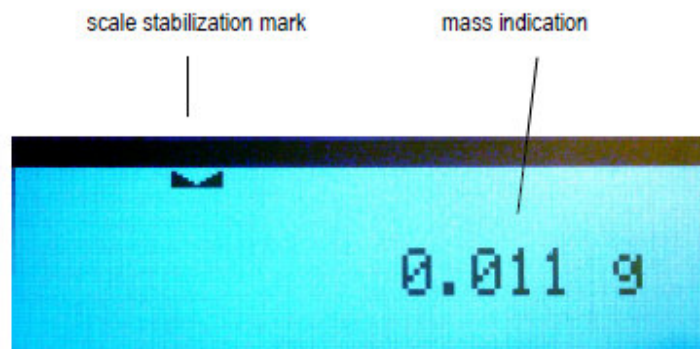 scale stabilization mark
mass indication
0.011 g